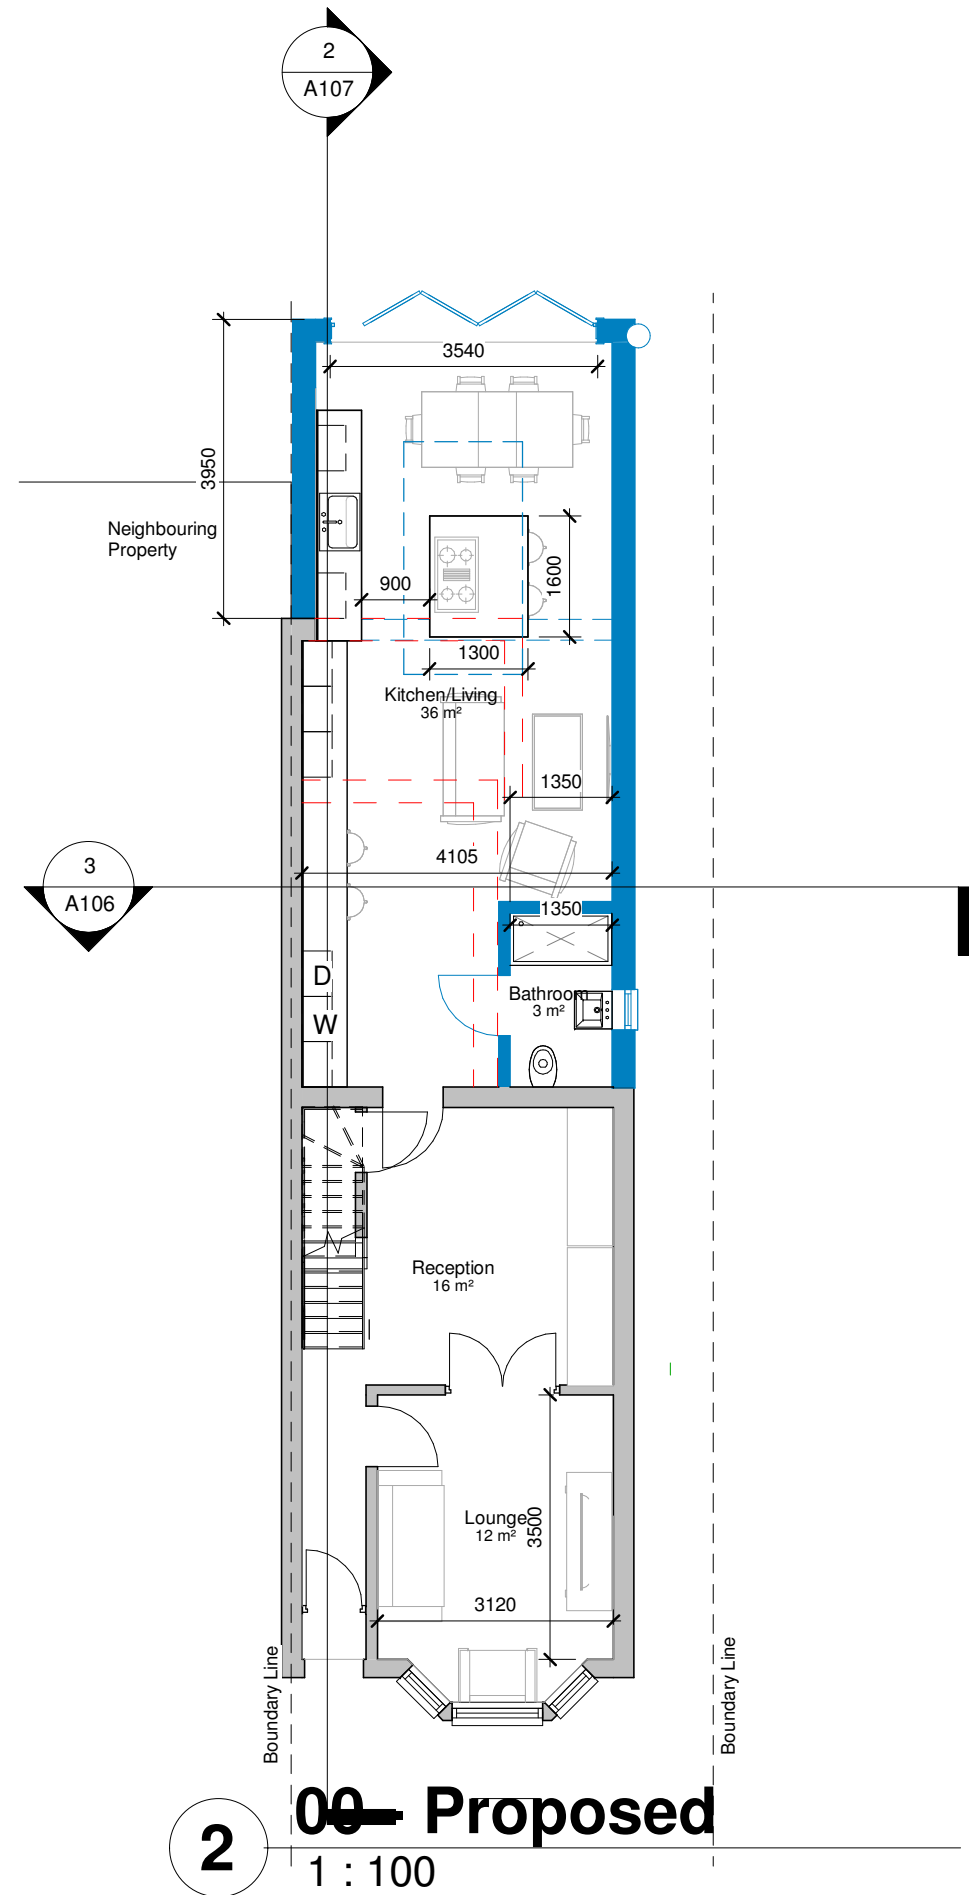 2
A107
3540
3950
Neighbouring
Property
900
1600
1300
Kitchen/Living
36 m²
1350
4105
3
A106
1350
D
Bathroom
3 m²
W
Reception
16 m²
Lounge
12 m²
3500
3120
Boundary Line
Boundary Line
2
00 - Proposed
1 : 100